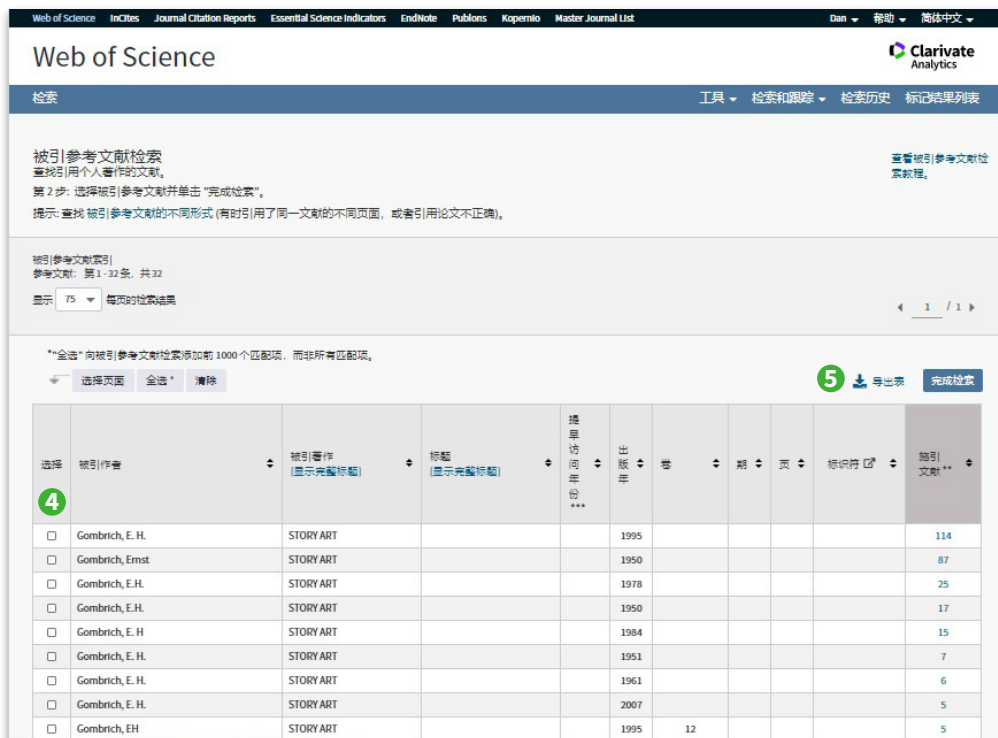 Web of Science InCites Journal Citation Reports Essential Science Indicators EndNote Publons Kopernio Master Journal List Dan 帮助 简体中文
Web of Science
Clarivate
Analytics
检索 工具 检索和跟踪 检索历史 标记结果列表
被引参考文献检索
查找引用个人著作的文献。
第 2 步: 选择被引参考文献并单击 "完成检索"。
提示: 查找 被引参考文献的不同形式 (有时引用了同一文献的不同页面，或者引用论文不正确)。
查看被引参考文献检
索教程。
被引参考文献索引
参考文献: 第 1 - 32 条，共 32
显示 75 每页的检索结果
1 / 1
*"全选" 向被引参考文献检索添加前 1000 个匹配项，而非所有匹配项。
选择页面 全选* 清除
5 导出表 完成检索
选择 被引作者 被引著作 [显示完整标题] 标题 [显示完整标题] 提早访问年份*** 出版年 卷 期 页 标识符 施引文献**
4
Gombrich, E. H. STORY ART 1995 114
Gombrich, Ernst STORY ART 1950 87
Gombrich, E.H. STORY ART 1978 25
Gombrich, E.H. STORY ART 1950 17
Gombrich, E. H STORY ART 1984 15
Gombrich, E. H. STORY ART 1951 7
Gombrich, E. H. STORY ART 1961 6
Gombrich, E. H. STORY ART 2007 5
Gombrich, EH STORY ART 1995 12 5